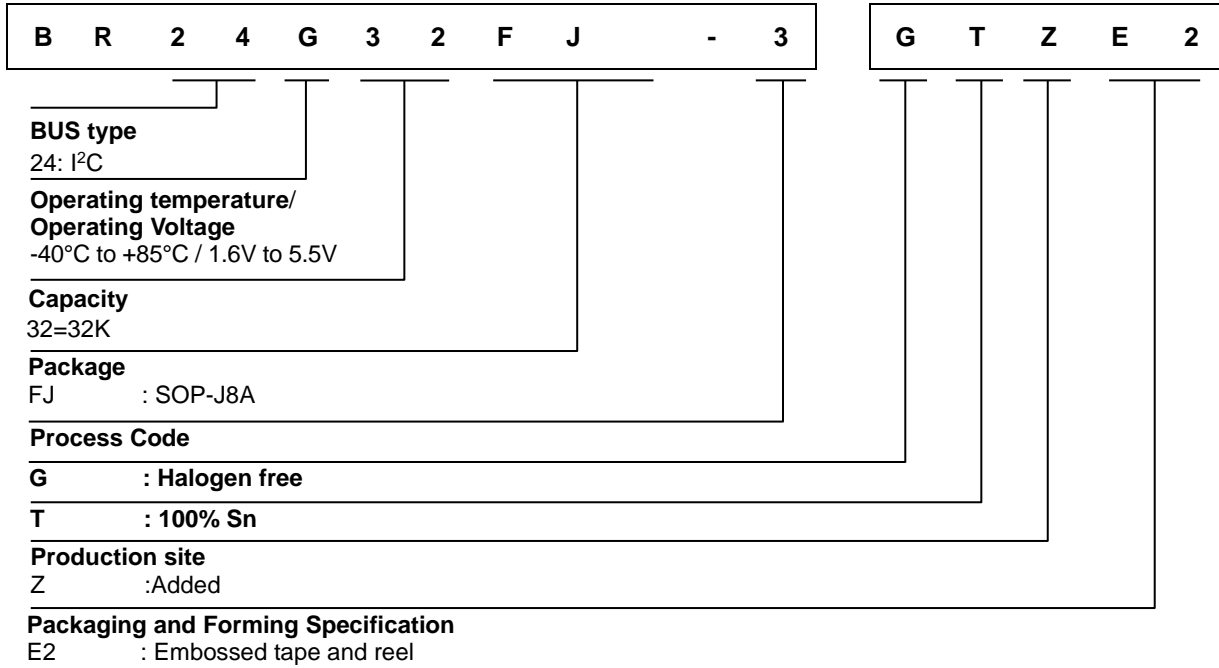 B R 2 4 G 3 2 F J - 3 G T Z E 2
BUS type
24: I²C
Operating temperature/
Operating Voltage
-40°C to +85°C / 1.6V to 5.5V
Capacity
32=32K
Package
FJ : SOP-J8A
Process Code
G : Halogen free
T : 100% Sn
Production site
Z :Added
Packaging and Forming Specification
E2 : Embossed tape and reel